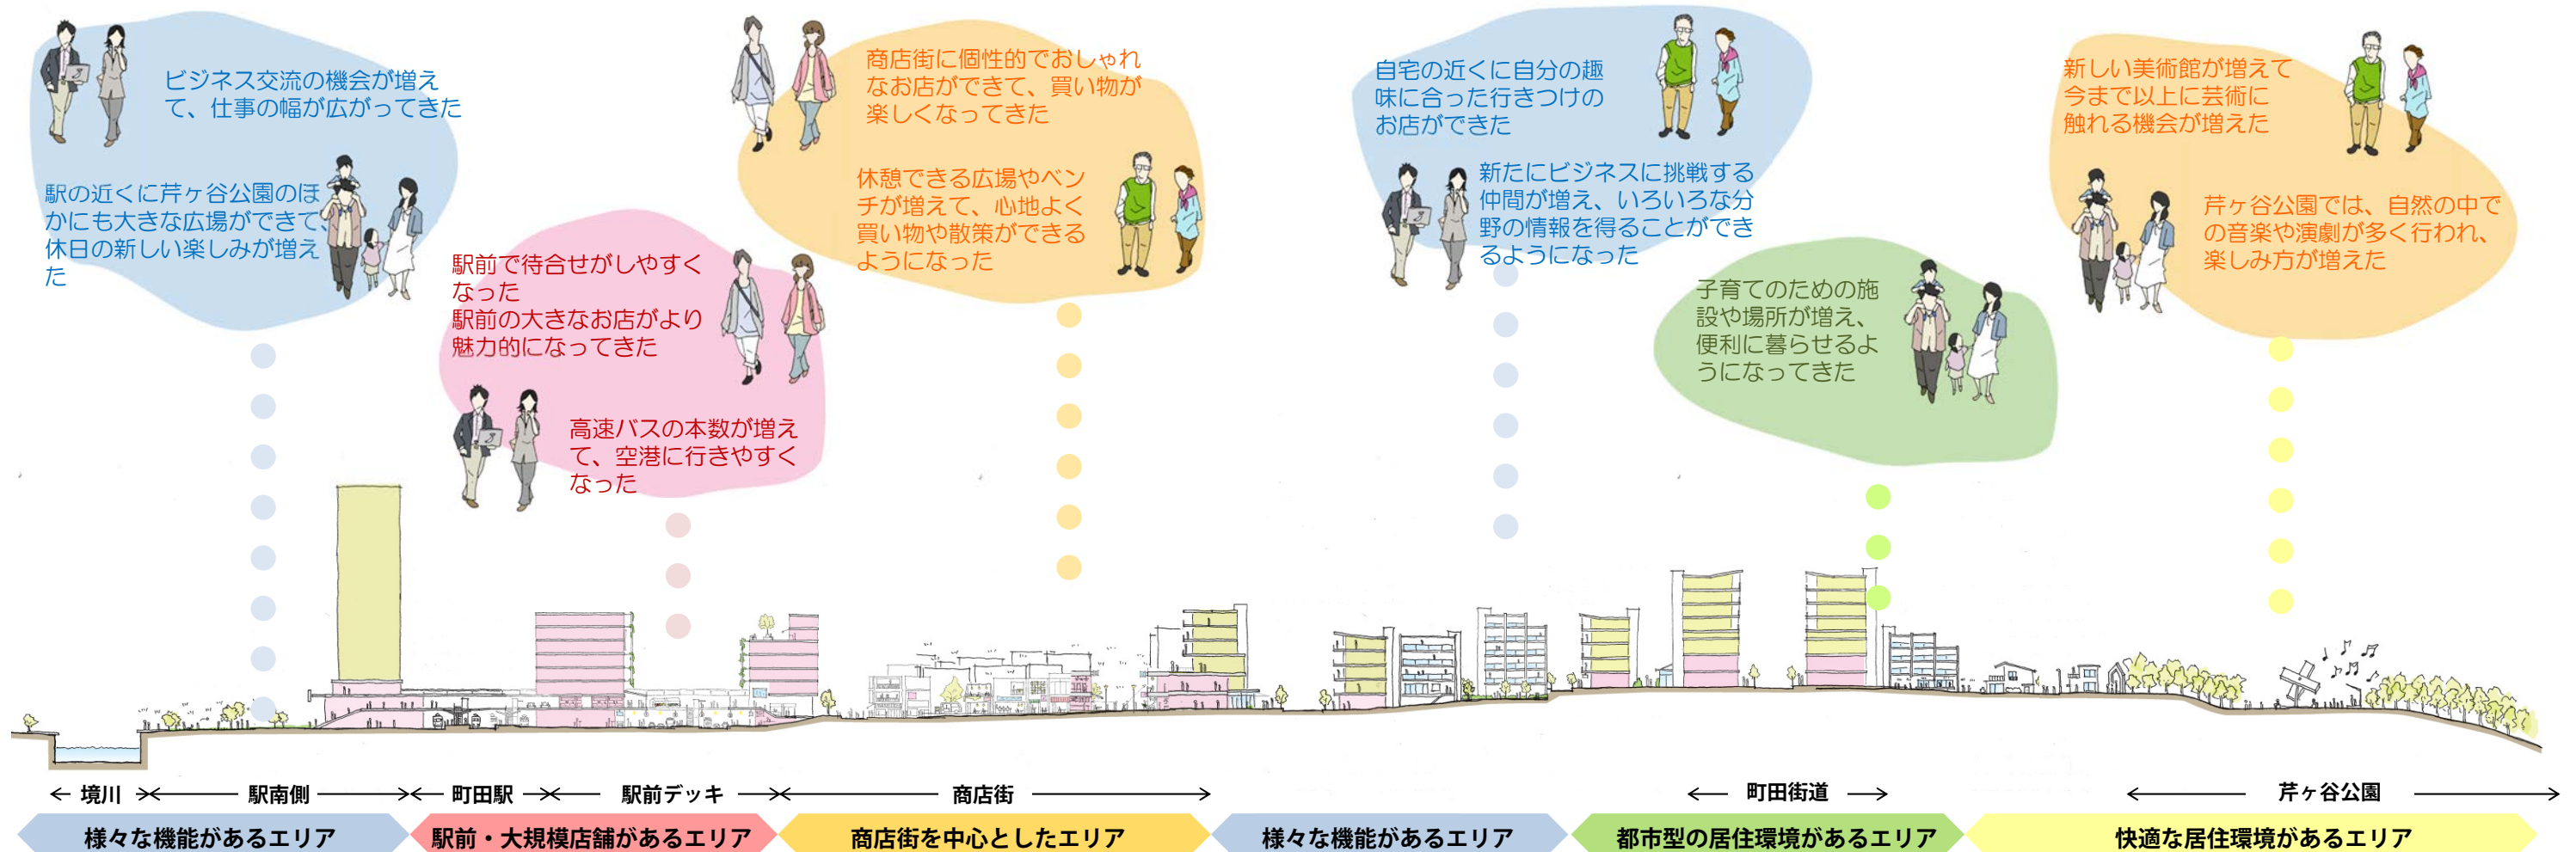 ビジネス交流の機会が増え
て、仕事の幅が広がってきた
駅の近くに芹ヶ谷公園のほ
かにも大きな広場ができて、
休日の新しい楽しみが増え
た
駅前で待合せがしやすく
なった
駅前の大きなお店がより
魅力的になってきた
高速バスの本数が増え
て、空港に行きやすく
なった
商店街に個性的でおしゃれ
なお店ができて、買い物が
楽しくなってきた
休憩できる広場やベン
チが増えて、心地よく
買い物や散策ができる
ようになった
自宅の近くに自分の趣
味に合った行きつけの
お店ができた
新たにビジネスに挑戦する
仲間が増え、いろいろな分
野の情報を得ることができ
るようになった
子育てのための施
設や場所が増え、
便利に暮らせるよ
うになってきた
新しい美術館が増えて
今まで以上に芸術に
触れる機会が増えた
芹ヶ谷公園では、自然の中で
の音楽や演劇が多く行われ、
楽しみ方が増えた
境川
駅南側
町田駅
駅前デッキ
商店街
町田街道
芹ヶ谷公園
様々な機能があるエリア
駅前・大規模店舗があるエリア
商店街を中心としたエリア
様々な機能があるエリア
都市型の居住環境があるエリア
快適な居住環境があるエリア